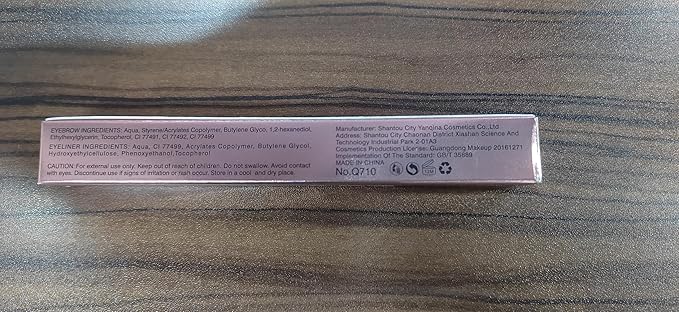 EYEBROW INGREDIENTS: Aqua, Styrene/Acrylates Copolymer, Butylene Glyco, 1,2-hexanediol,
Ethylhexylglycerin, Tocopherol, CI 77491, CI 77492, CI 77499
EYELINER INGREDIENTS: Aqua, CI 77499, Acrylates Copolymer, Butylene Glycol,
Hydroxyethylcellulose, Phenoxyethanol,Tocopherol
CAUTION: For external use only. Keep out of reach of children. Do not swallow. Avoid contact
with eyes. Discontinue use if signs of irritation or rash occur. Store in a cool and dry place.
Manufacturer: Shantou City Yanqina Cosmetics Co.,Ltd
Address: Shantou City Chaonan District Xiashan Science And
Technology Industrial Park 2-01A3
Cosmetics Production License: Guangdong Makeup 20161271
Implementation Of The Standard: GB/T 35889
MADE IN CHINA
No.Q710
12M